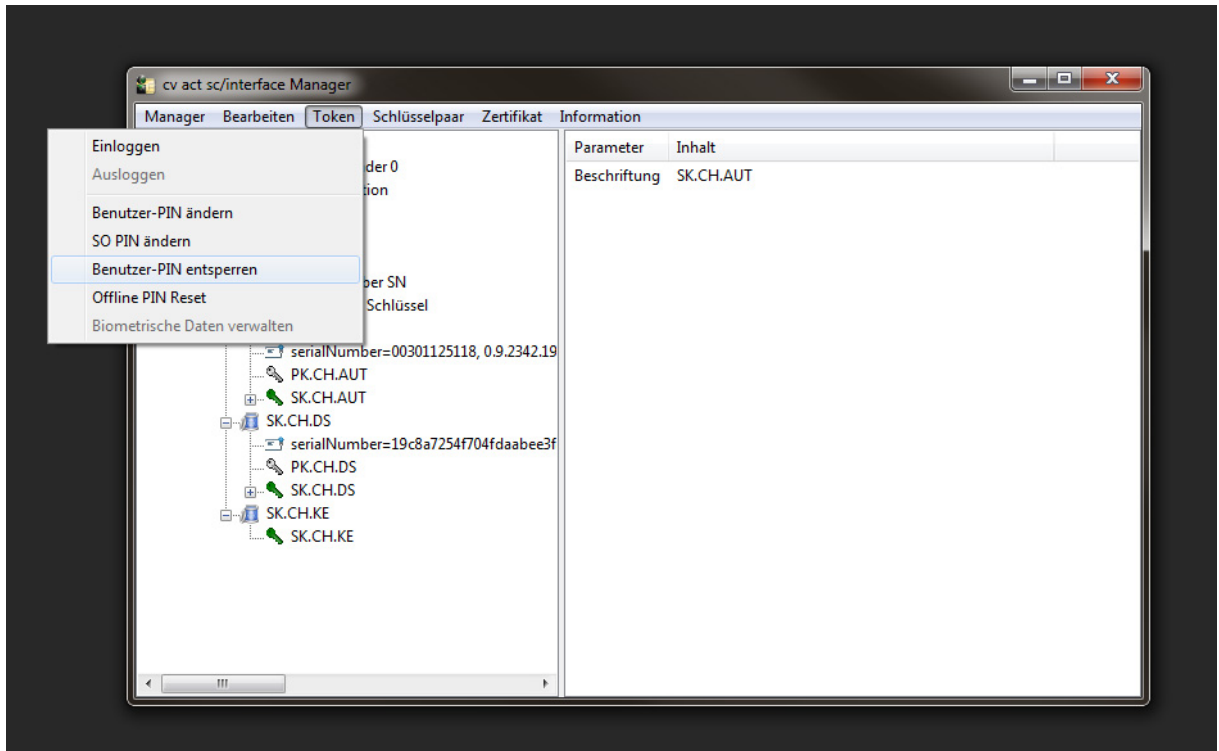 cv act sc/interface Manager
Manager Bearbeiten Token Schlüsselpaar Zertifikat Information
Einloggen
Ausloggen
Benutzer-PIN ändern
SO PIN ändern
Benutzer-PIN entsperren
Offline PIN Reset
Biometrische Daten verwalten
der 0
tion
ber SN
Schlüssel
serialNumber=00301125118, 0.9.2342.19
PK.CH.AUT
SK.CH.AUT
SK.CH.DS
serialNumber=19c8a7254f704fdaabee3f
PK.CH.DS
SK.CH.DS
SK.CH.KE
SK.CH.KE
Parameter Inhalt
Beschriftung SK.CH.AUT